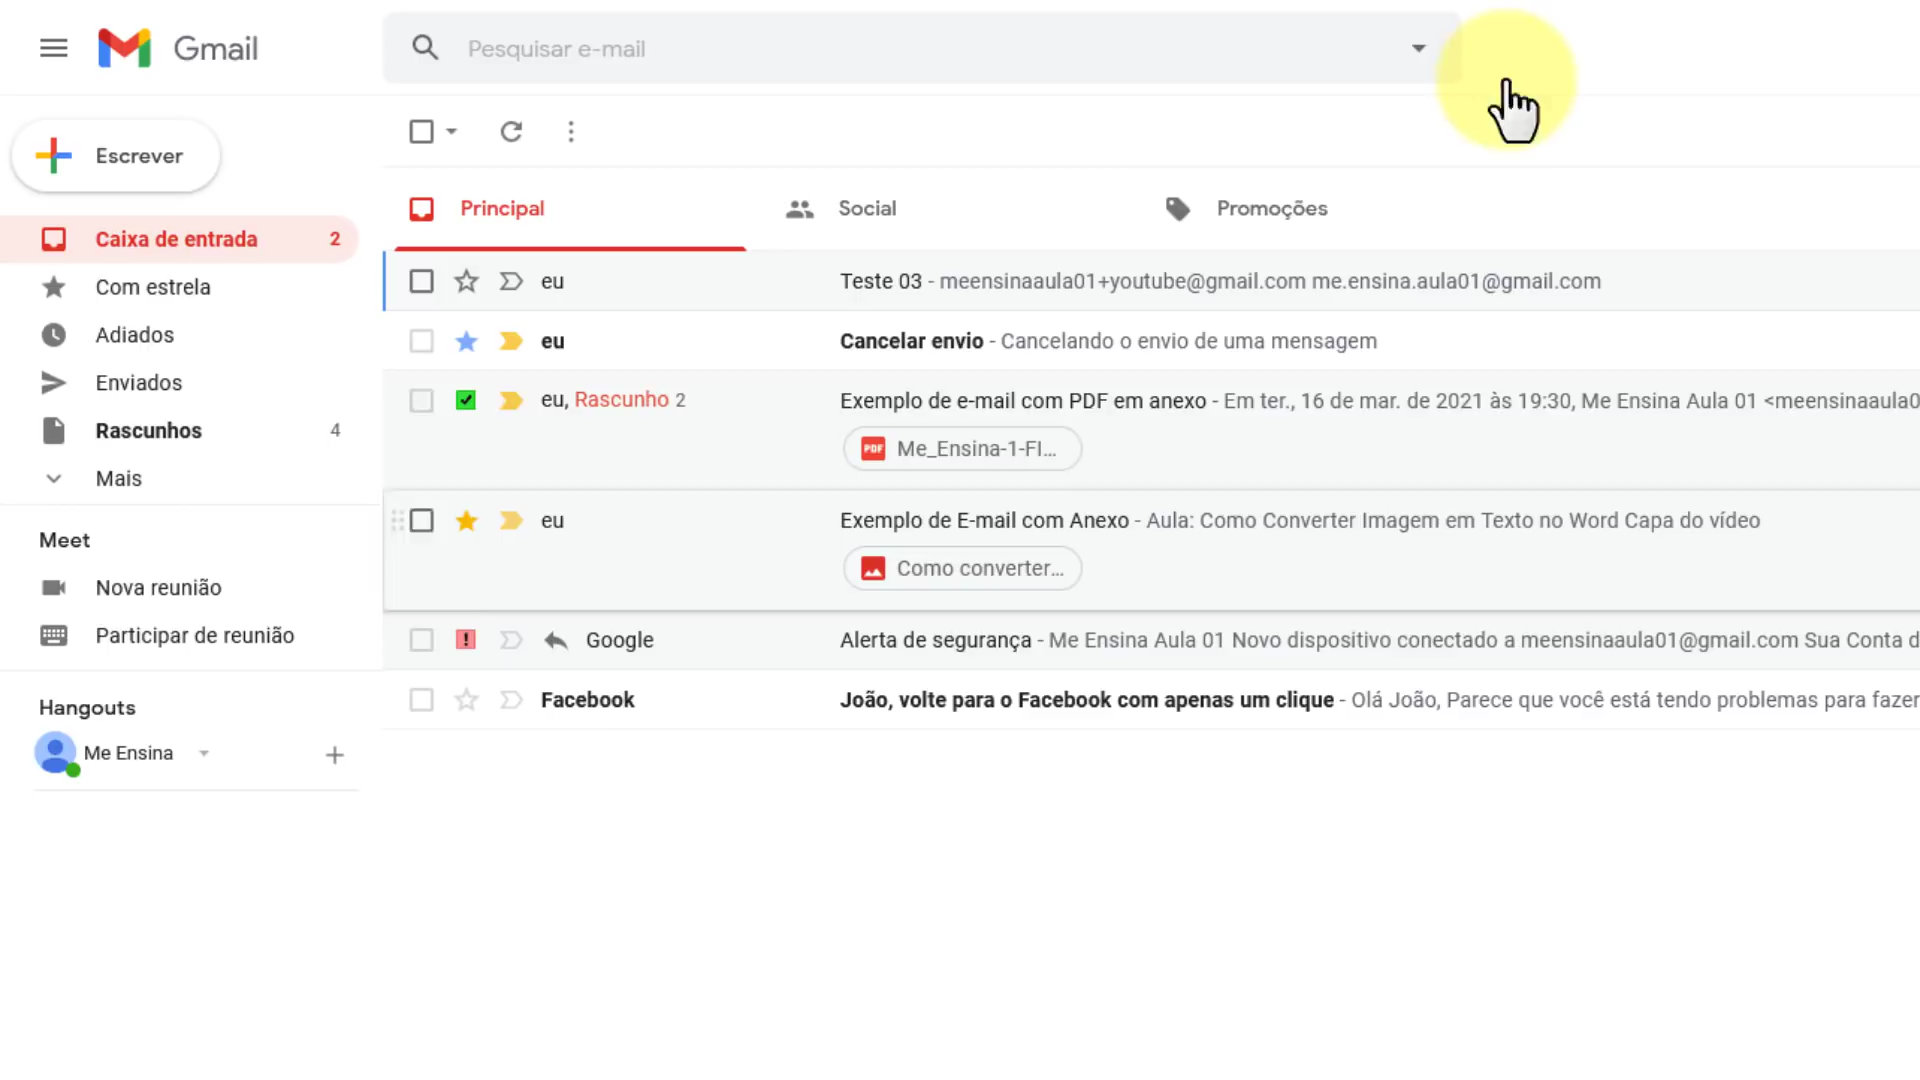 Gmail
Pesquisar e-mail
Escrever
Caixa de entrada 2
Com estrela
Adiados
Enviados
Rascunhos 4
Mais
Meet
Nova reunião
Participar de reunião
Hangouts
Me Ensina
Principal Social Promoções
eu Teste 03 - meensinaaula01+youtube@gmail.com me.ensina.aula01@gmail.com
eu Cancelar envio - Cancelando o envio de uma mensagem
eu, Rascunho 2 Exemplo de e-mail com PDF em anexo - Em ter., 16 de mar. de 2021 às 19:30, Me Ensina Aula 01 <meensinaaula0
PDF Me_Ensina-1-FI...
eu Exemplo de E-mail com Anexo - Aula: Como Converter Imagem em Texto no Word Capa do vídeo
Como converter...
Google Alerta de segurança - Me Ensina Aula 01 Novo dispositivo conectado a meensinaaula01@gmail.com Sua Conta d
Facebook João, volte para o Facebook com apenas um clique - Olá João, Parece que você está tendo problemas para fazer